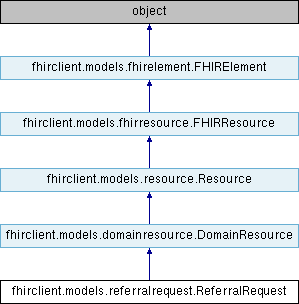 object
fhirclient.models.fhirelement.FHIRElement
fhirclient.models.fhirresource.FHIRResource
fhirclient.models.resource.Resource
fhirclient.models.domainresource.DomainResource
fhirclient.models.referralrequest.ReferralRequest